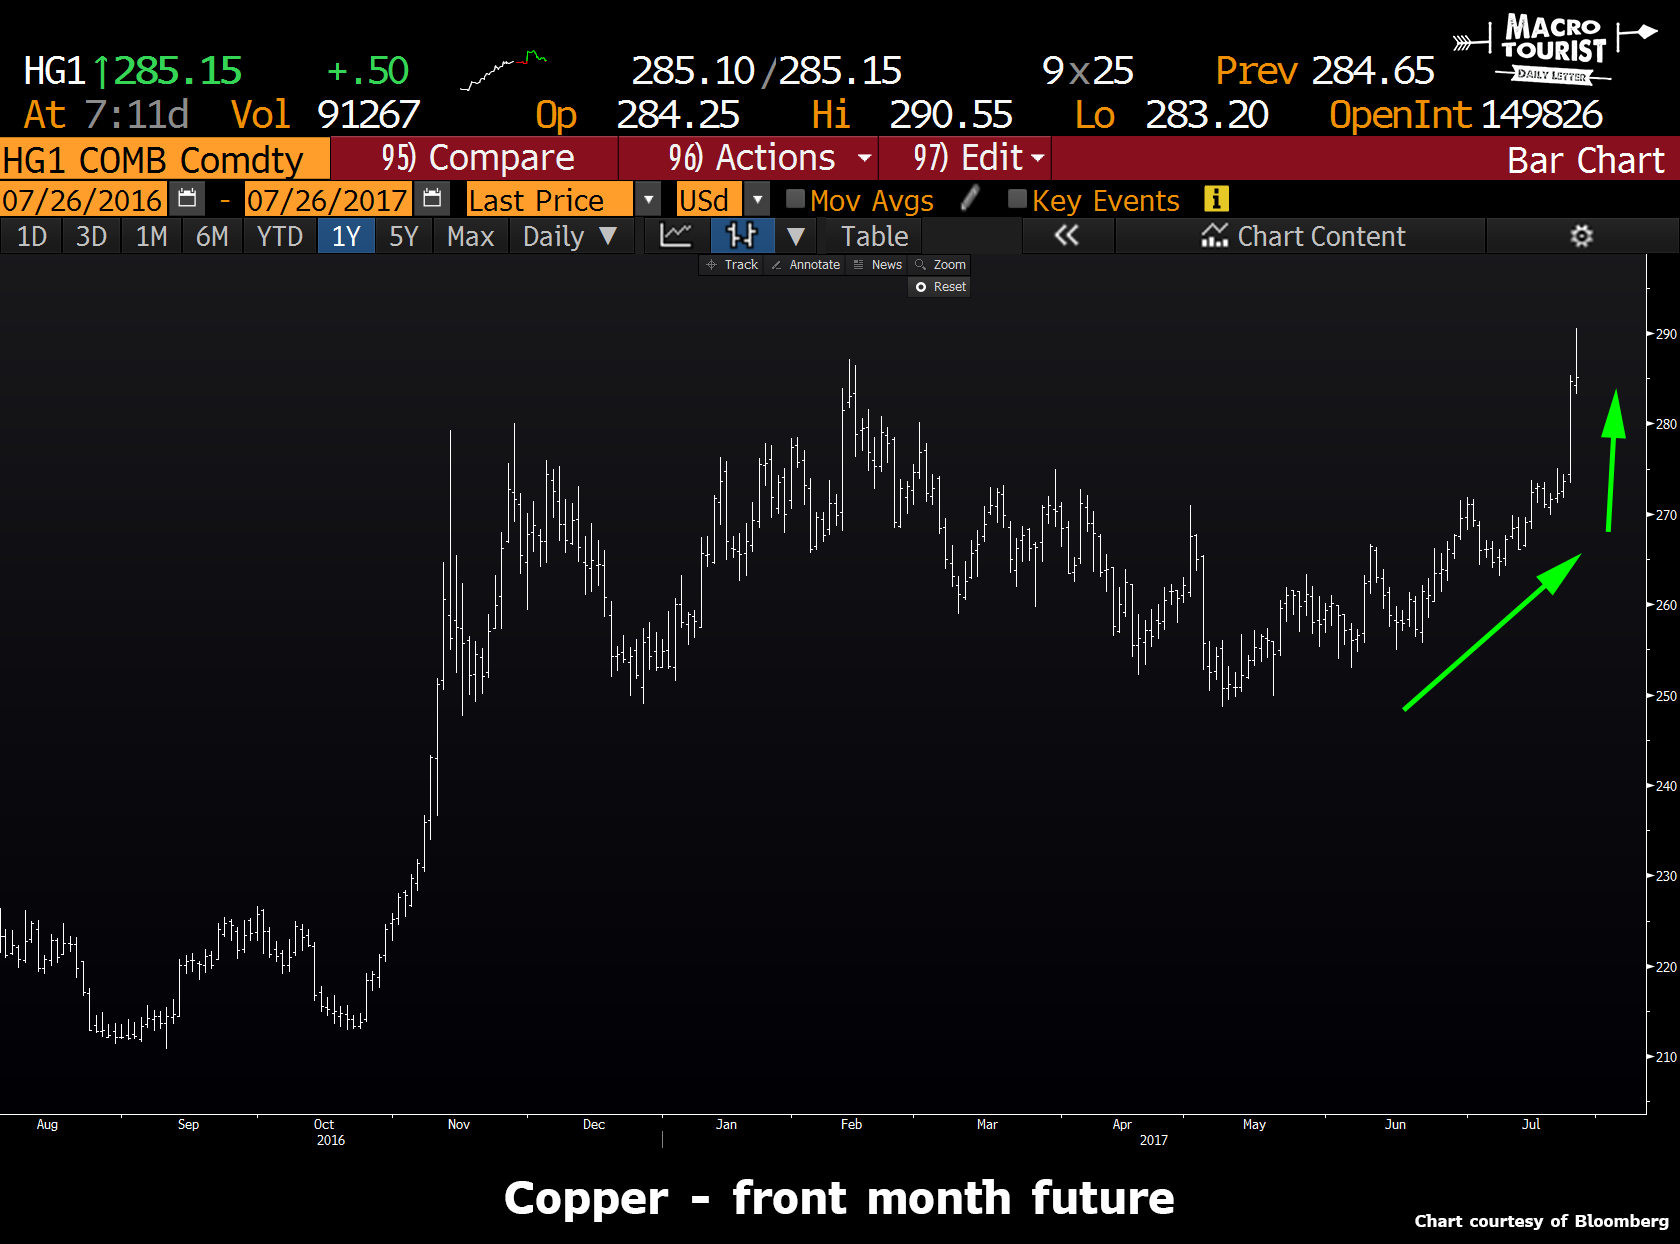 MACRO
TOURIST
DAILY LETTER
HG1 ↑285.15 +.50 285.10/285.15 9x25 Prev 284.65
At 7:11d Vol 91267 Op 284.25 Hi 290.55 Lo 283.20 OpenInt 149826
HG1 COMB Comdty 95) Compare 96) Actions 97) Edit Bar Chart
07/26/2016 - 07/26/2017 Last Price USd Mov Avgs Key Events i
1D 3D 1M 6M YTD 1Y 5Y Max Daily ▼ ▼ Table « Chart Content
Track Annotate News Zoom
Reset
290
280
270
260
250
240
230
220
210
Aug Sep Oct Nov Dec Jan Feb Mar Apr May Jun Jul
2016 2017
Copper - front month future
Chart courtesy of Bloomberg